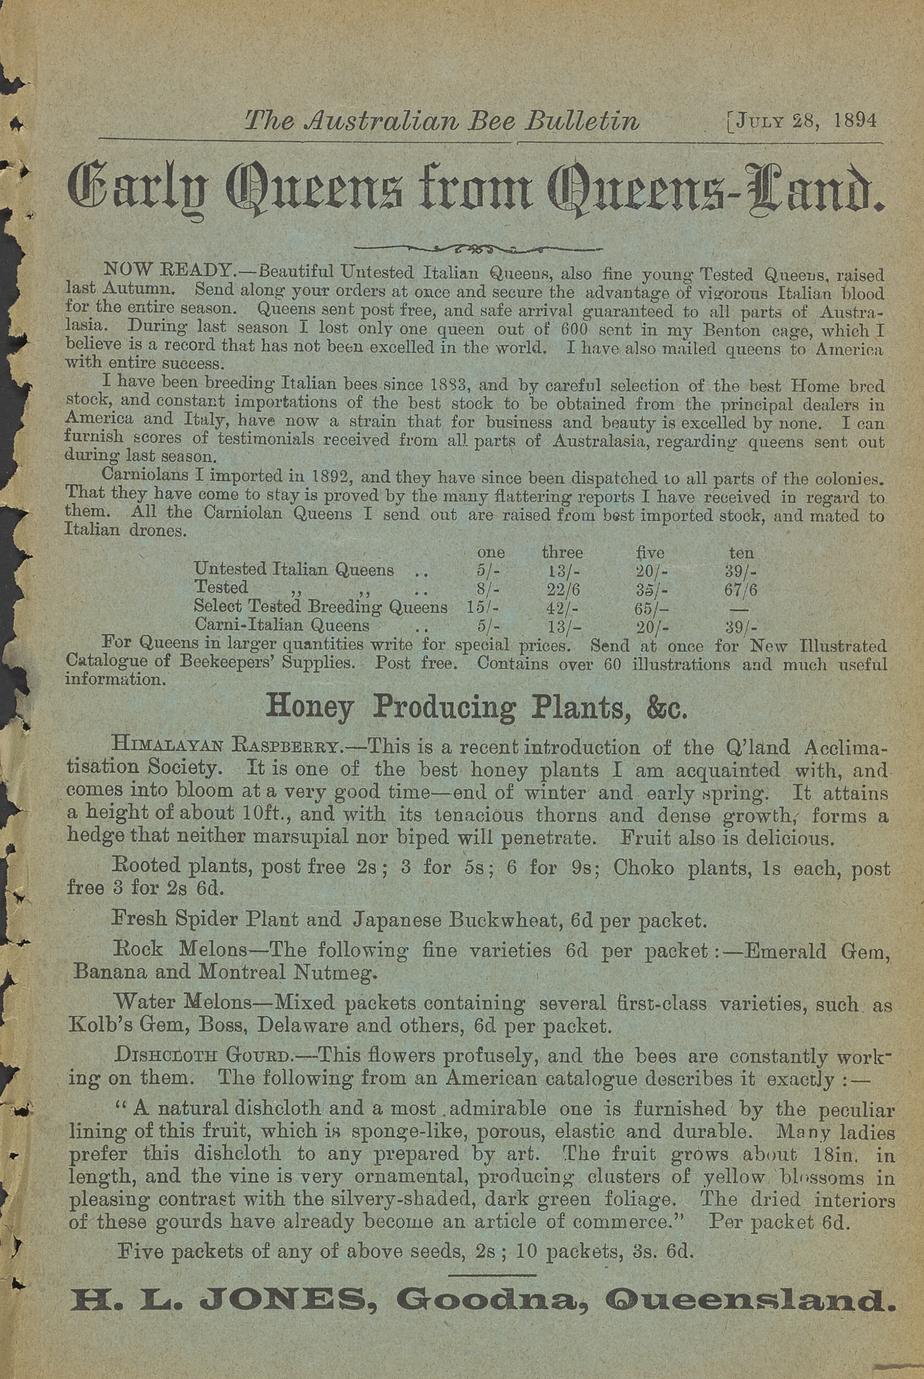 The Australian Bee Bulletin [JULY 28, 1894
Early Queens from Queens-Land.
NOW READY.—Beautiful Untested Italian Queens, also fine young Tested Queens, raised
last Autumn. Send along your orders at once and secure the advantage of vigorous Italian blood
for the entire season. Queens sent post free, and safe arrival guaranteed to all parts of Austra-
lasia. During last season I lost only one queen out of 600 sent in my Benton cage, which I
believe is a record that has not been excelled in the world. I have also mailed queens to America
with entire success.
I have been breeding Italian bees since 1883, and by careful selection of the best Home bred
stock, and constant importations of the best stock to be obtained from the principal dealers in
America and Italy, have now a strain that for business and beauty is excelled by none. I can
furnish scores of testimonials received from all parts of Australasia, regarding queens sent out
during last season.
Carniolans I imported in 1892, and they have since been dispatched to all parts of the colonies.
That they have come to stay is proved by the many flattering reports I have received in regard to
them. All the Carniolan Queens I send out are raised from best imported stock, and mated to
Italian drones.
one three five ten
Untested Italian Queens .. 5/- 13/- 20/- 39/-
Tested ,, ,, .. 8/- 22/6 35/- 67/6
Select Tested Breeding Queens 15/- 42/- 65/- —
Carni-Italian Queens .. 5/- 13/- 20/- 39/-
For Queens in larger quantities write for special prices. Send at once for New Illustrated
Catalogue of Beekeepers' Supplies. Post free. Contains over 60 illustrations and much useful
information.
Honey Producing Plants, &c.
HIMALAYAN RASPBERRY.—This is a recent introduction of the Q'land Acclima-
tisation Society. It is one of the best honey plants I am acquainted with, and
comes into bloom at a very good time—end of winter and early spring. It attains
a height of about 10ft., and with its tenacious thorns and dense growth, forms a
hedge that neither marsupial nor biped will penetrate. Fruit also is delicious.
Rooted plants, post free 2s; 3 for 5s; 6 for 9s; Choko plants, 1s each, post
free 3 for 2s 6d.
Fresh Spider Plant and Japanese Buckwheat, 6d per packet.
Rock Melons—The following fine varieties 6d per packet:—Emerald Gem,
Banana and Montreal Nutmeg.
Water Melons—Mixed packets containing several first-class varieties, such as
Kolb's Gem, Boss, Delaware and others, 6d per packet.
DISHCLOTH GOURD.—This flowers profusely, and the bees are constantly work-
ing on them. The following from an American catalogue describes it exactly:—
"A natural dishcloth and a most admirable one is furnished by the peculiar
lining of this fruit, which is sponge-like, porous, elastic and durable. Many ladies
prefer this dishcloth to any prepared by art. The fruit grows about 18in. in
length, and the vine is very ornamental, producing clusters of yellow blossoms in
pleasing contrast with the silvery-shaded, dark green foliage. The dried interiors
of these gourds have already become an article of commerce." Per packet 6d.
Five packets of any of above seeds, 2s; 10 packets, 3s. 6d.
H. L. JONES, Goodna, Queensland.